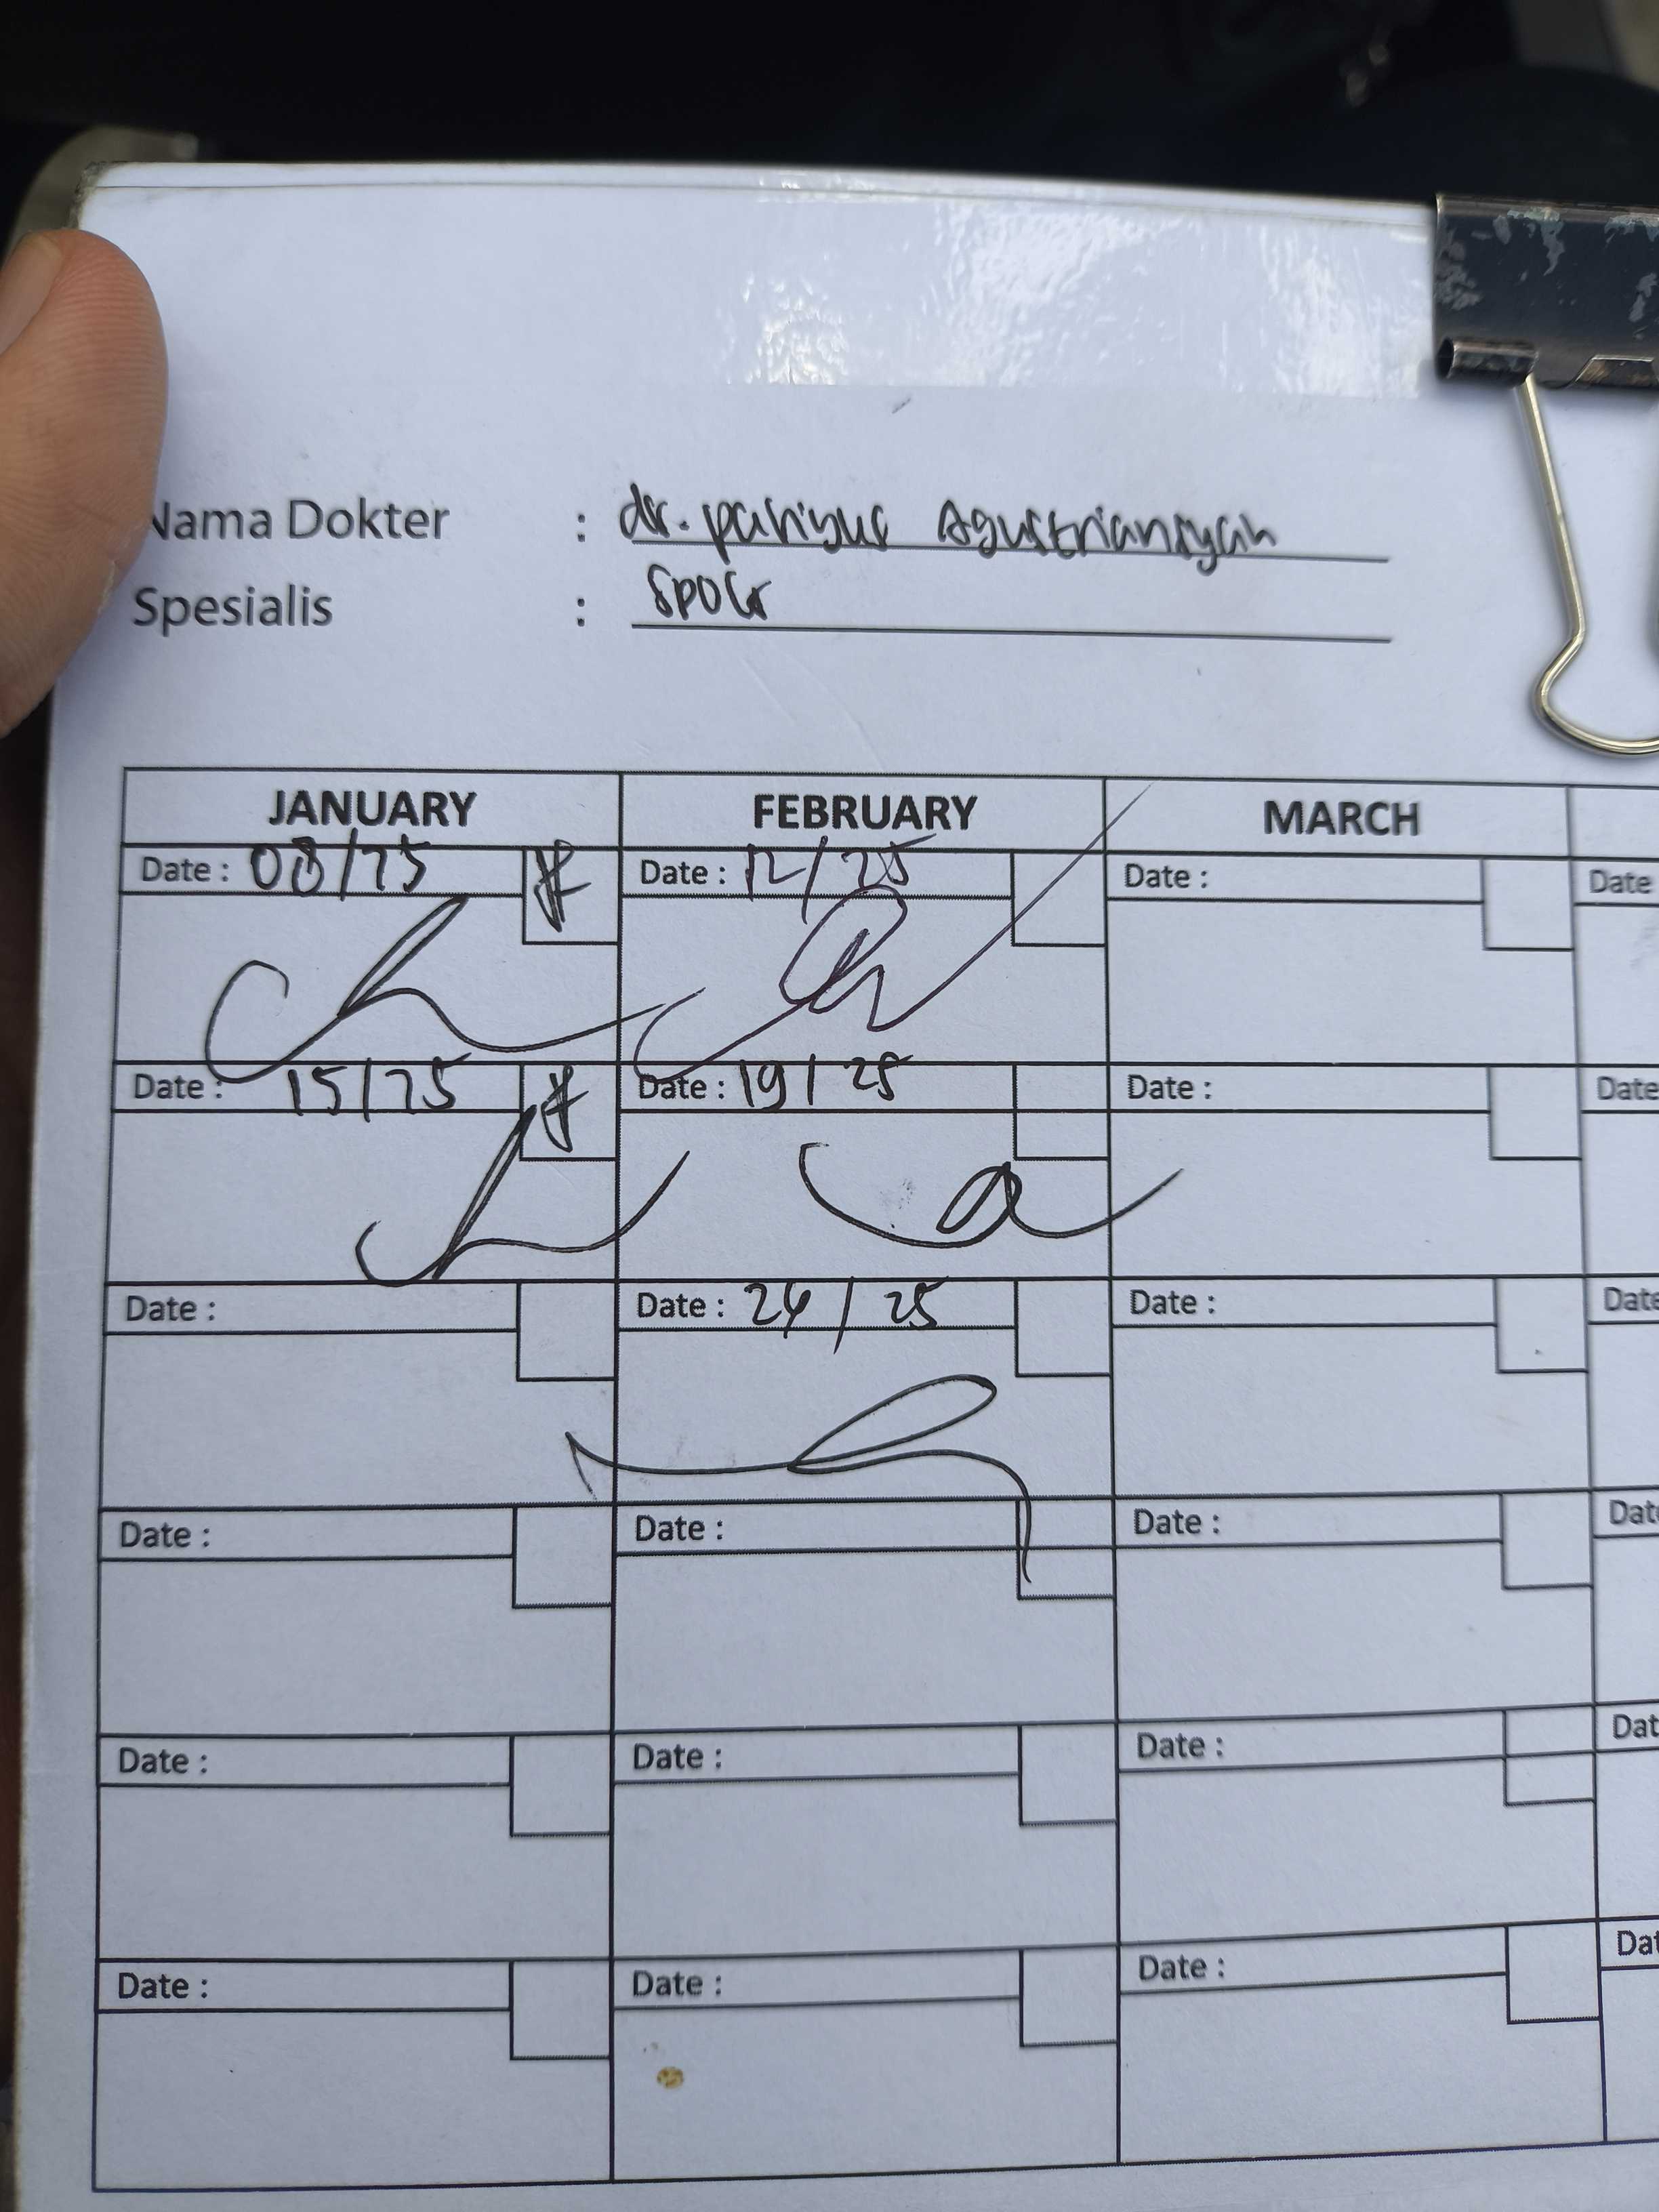 Nama Dokter : dr. pahisuc Agustriansyah
Spesialis : SpOG
JANUARY FEBRUARY MARCH
Date : 08/25 Date : 12/25 Date : Date
Date : 15/25 Date : 19/25 Date : Date
Date : Date : 24/25 Date : Date
Date : Date : Date : Dat
Date : Date : Date : Dat
Date : Date : Date : Dat